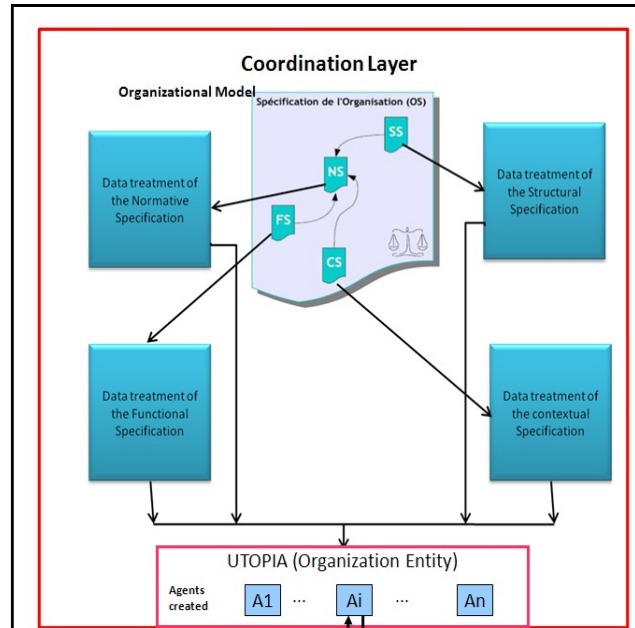 Coordination Layer
Organizational Model
Spécification de l'Organisation (OS)
SS
NS
FS
CS
Data treatment of
the Normative
Specification
Data treatment of
the Structural
Specification
Data treatment of
the Functional
Specification
Data treatment of
the contextual
Specification
UTOPIA (Organization Entity)
Agents
created
A1 ... Ai ... An